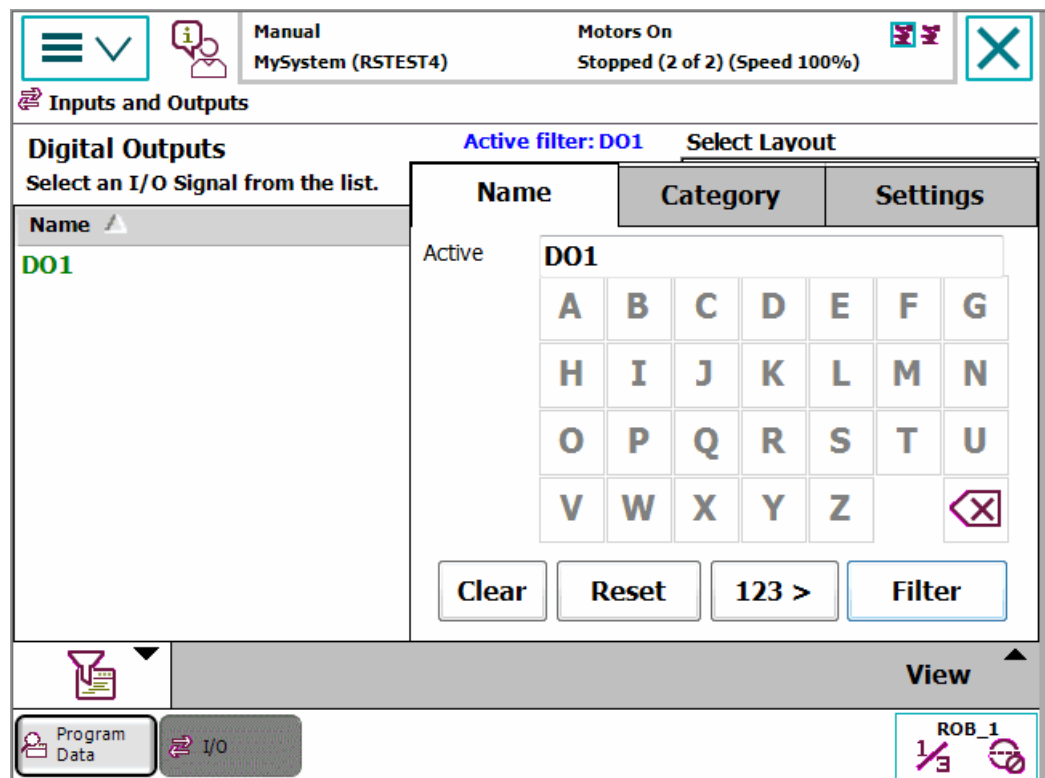 Manual
MySystem (RSTEST4)
Motors On
Stopped (2 of 2) (Speed 100%)
Inputs and Outputs
Digital Outputs
Active filter: DO1
Select Layout
Select an I/O Signal from the list.
Name
DO1
Name Category Settings
Active DO1
A B C D E F G
H I J K L M N
O P Q R S T U
V W X Y Z
Clear Reset 123 > Filter
View
Program
Data
I/O
ROB_1
1/3